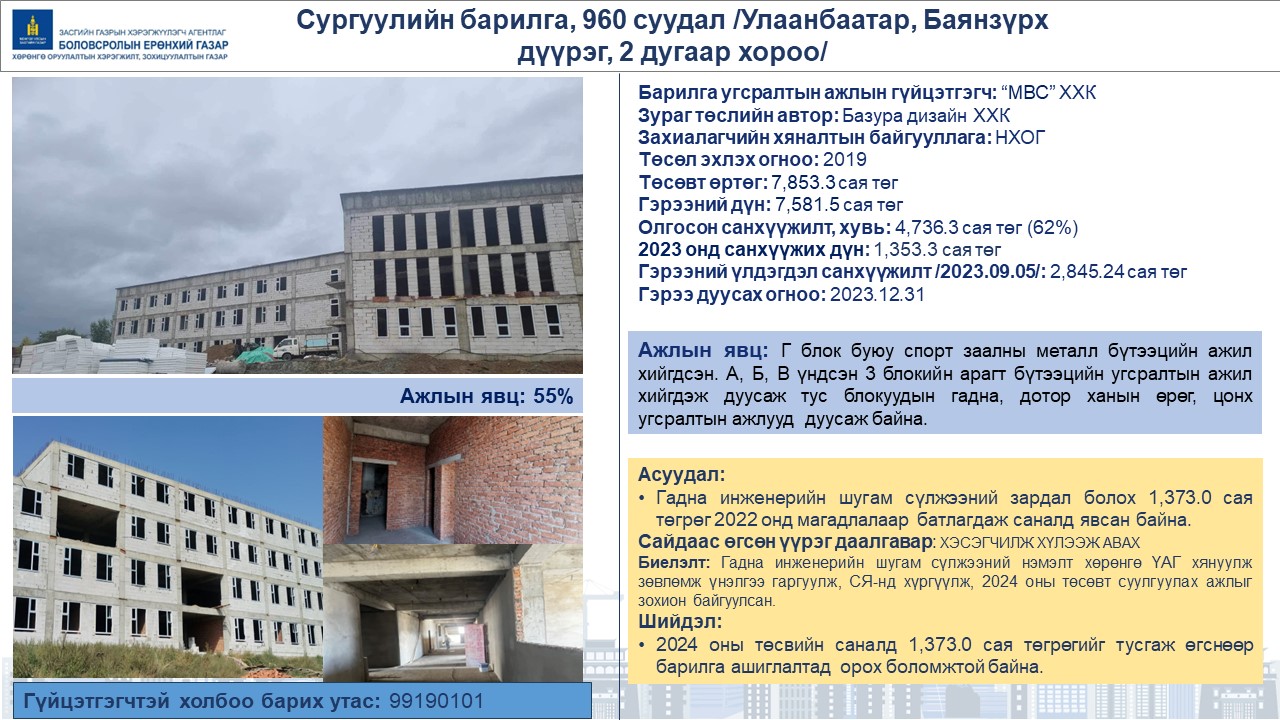 ЗАСГИЙН ГАЗРЫН ХЭРЭГЖҮҮЛЭГЧ АГЕНТЛАГ
БОЛОВСРОЛЫН ЕРӨНХИЙ ГАЗАР
ХӨРӨНГӨ ОРУУЛАЛТЫН ХЭРЭГЖИЛТ, ЗОХИЦУУЛАЛТЫН ГАЗАР
Сургуулийн барилга, 960 суудал /Улаанбаатар, Баянзүрх
дүүрэг, 2 дугаар хороо/
Барилга угсралтын ажлын гүйцэтгэгч: “МВС” ХХК
Зураг төслийн автор: Базура дизайн ХХК
Захиалагчийн хяналтын байгууллага: НХОГ
Төсөл эхлэх огноо: 2019
Төсөвт өртөг: 7,853.3 сая төг
Гэрээний дүн: 7,581.5 сая төг
Олгосон санхүүжилт, хувь: 4,736.3 сая төг (62%)
2023 онд санхүүжих дүн: 1,353.3 сая төг
Гэрээний үлдэгдэл санхүүжилт /2023.09.05/: 2,845.24 сая төг
Гэрээ дуусах огноо: 2023.12.31
Ажлын явц: Г блок буюу спорт заалны металл бүтээцийн ажил
хийгдсэн. А, Б, В үндсэн 3 блокийн арагт бүтээцийн угсралтын ажил
хийгдэж дуусаж тус блокуудын гадна, дотор ханын өрөг, цонх
угсралтын ажлууд дуусаж байна.
Ажлын явц: 55%
Асуудал:
• Гадна инженерийн шугам сүлжээний зардал болох 1,373.0 сая
төгрөг 2022 онд магадлалаар батлагдаж саналд явсан байна.
Сайдаас өгсөн үүрэг даалгавар: ХЭСЭГЧИЛЖ ХҮЛЭЭЖ АВАХ
Биелэлт: Гадна инженерийн шугам сүлжээний нэмэлт хөрөнгө ҮАГ хянуулж
зөвлөмж үнэлгээ гаргуулж, СЯ-нд хүргүүлж, 2024 оны төсөвт суулгуулах ажлыг
зохион байгуулсан.
Шийдэл:
• 2024 оны төсвийн саналд 1,373.0 сая төгрөгийг тусгаж өгснөөр
барилга ашиглалтад орох боломжтой байна.
Гүйцэтгэгчтэй холбоо барих утас: 99190101